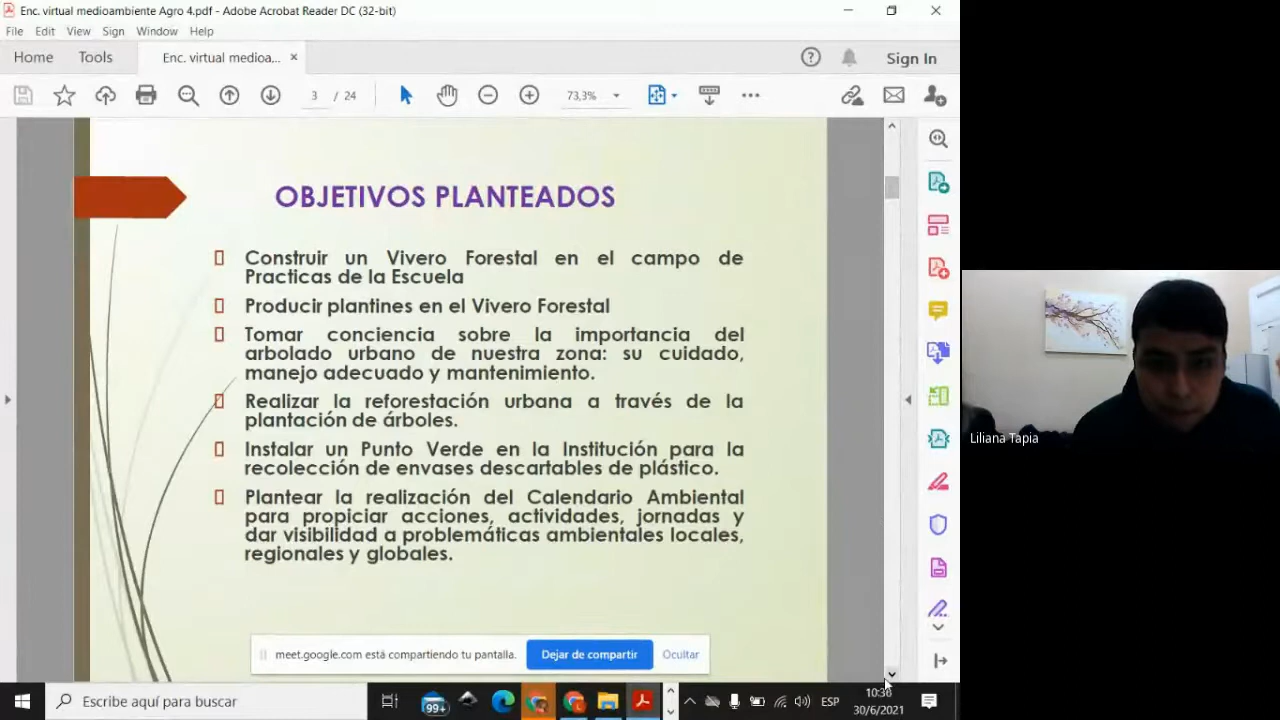 Enc. virtual medioambiente Agro 4.pdf - Adobe Acrobat Reader DC (32-bit)
File Edit View Sign Window Help
Home Tools Enc. virtual medioa... × Sign In
3 / 24 73,3%
OBJETIVOS PLANTEADOS
Construir un Vivero Forestal en el campo de
Practicas de la Escuela
Producir plantines en el Vivero Forestal
Tomar conciencia sobre la importancia del
arbolado urbano de nuestra zona: su cuidado,
manejo adecuado y mantenimiento.
Realizar la reforestación urbana a través de la
plantación de árboles.
Instalar un Punto Verde en la Institución para la
recolección de envases descartables de plástico.
Plantear la realización del Calendario Ambiental
para propiciar acciones, actividades, jornadas y
dar visibilidad a problemáticas ambientales locales,
regionales y globales.
Liliana Tapia
meet.google.com está compartiendo tu pantalla. Dejar de compartir Ocultar
Escribe aquí para buscar 99+ ESP 10:36
30/6/2021